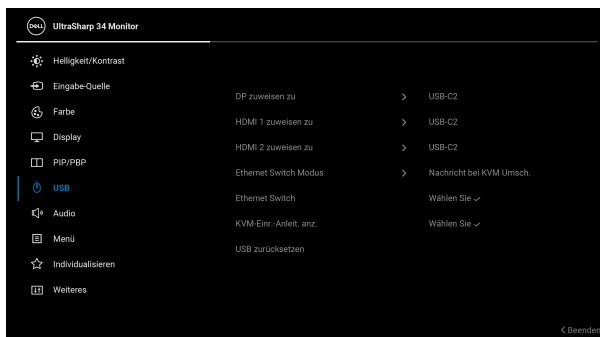 DELL UltraSharp 34 Monitor
Helligkeit/Kontrast
Eingabe-Quelle
Farbe
Display
PIP/PBP
USB
Audio
Menü
Individualisieren
Weiteres
DP zuweisen zu > USB-C2
HDMI 1 zuweisen zu > USB-C2
HDMI 2 zuweisen zu > USB-C2
Ethernet Switch Modus > Nachricht bei KVM Umsch.
Ethernet Switch Wählen Sie ✓
KVM-Einr.-Anleit. anz. Wählen Sie ✓
USB zurücksetzen
< Beenden